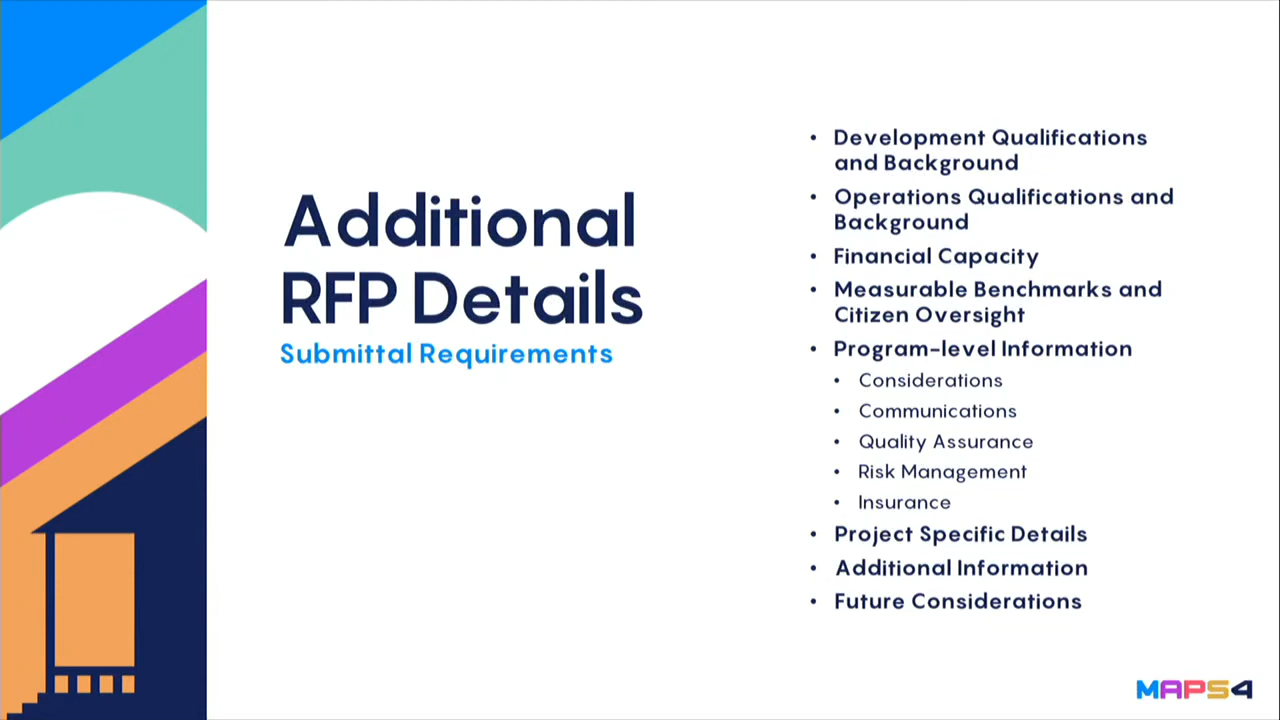 Additional
RFP Details
Submittal Requirements
• Development Qualifications
and Background
• Operations Qualifications and
Background
• Financial Capacity
• Measurable Benchmarks and
Citizen Oversight
• Program-level Information
• Considerations
• Communications
• Quality Assurance
• Risk Management
• Insurance
• Project Specific Details
• Additional Information
• Future Considerations
MAPS4